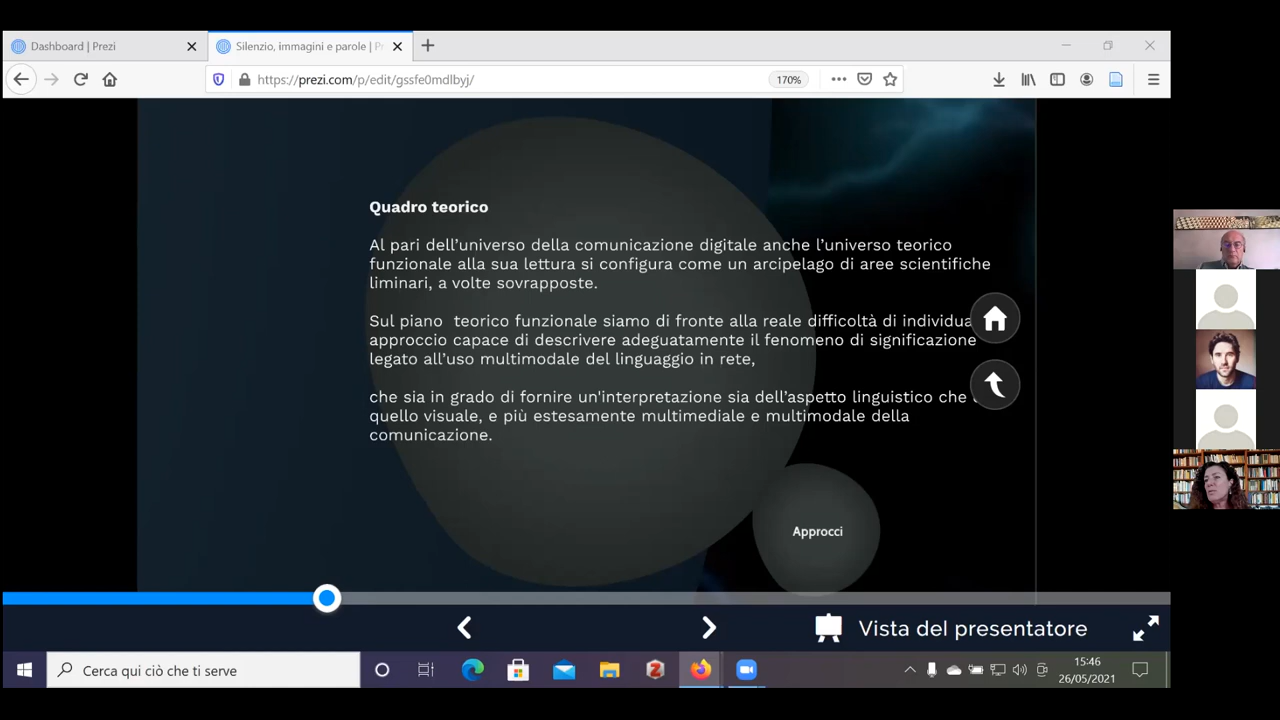 Dashboard | Prezi
Silenzio, immagini e parole | Pr
https://prezi.com/p/edit/gssfe0mdlbyj/
170%
Quadro teorico
Al pari dell’universo della comunicazione digitale anche l’universo teorico
funzionale alla sua lettura si configura come un arcipelago di aree scientifiche
liminari, a volte sovrapposte.
Sul piano teorico funzionale siamo di fronte alla reale difficoltà di individua
approccio capace di descrivere adeguatamente il fenomeno di significazione
legato all’uso multimodale del linguaggio in rete,
che sia in grado di fornire un'interpretazione sia dell’aspetto linguistico che
quello visuale, e più estesamente multimediale e multimodale della
comunicazione.
Approcci
Vista del presentatore
Cerca qui ciò che ti serve
15:46
26/05/2021